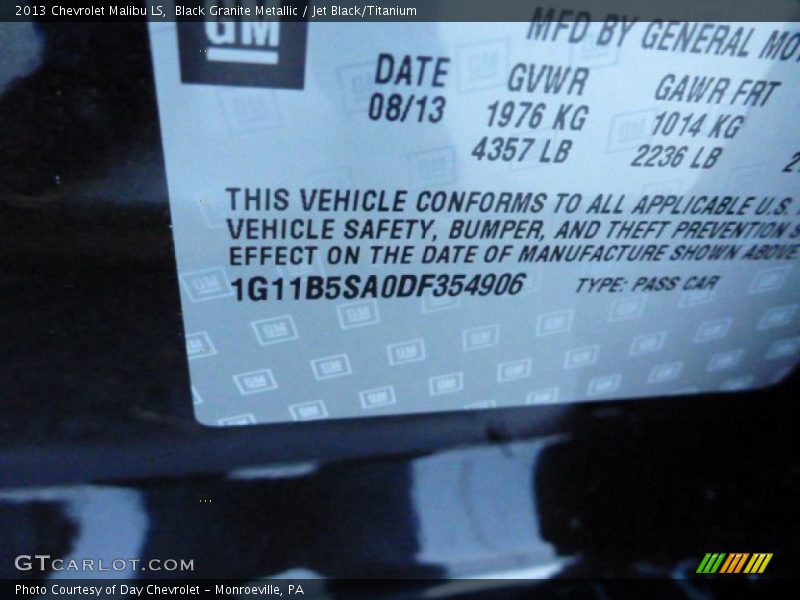 2013 Chevrolet Malibu LS, Black Granite Metallic / Jet Black/Titanium
GM
MFD BY GENERAL
DATE GVWR GAWR FRT
08/13 1976 KG 1014 KG
4357 LB 2236 LB
THIS VEHICLE CONFORMS TO ALL APPLICABLE U.S.
VEHICLE SAFETY, BUMPER, AND THEFT PREVENTION
EFFECT ON THE DATE OF MANUFACTURE SHOWN ABOVE
1G11B5SA0DF354906 TYPE: PASS CAR
GTCARLOT.COM
Photo Courtesy of Day Chevrolet - Monroeville, PA